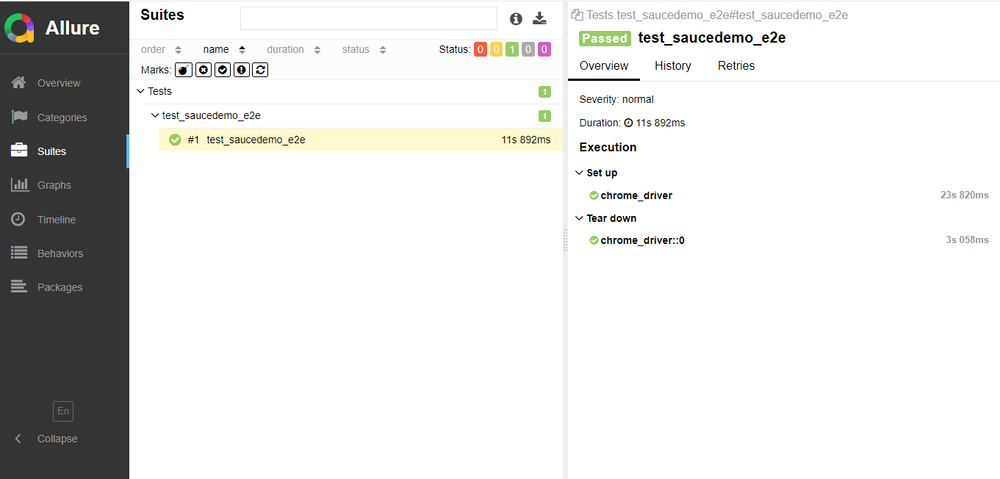 Allure
Overview
Categories
Suites
Graphs
Timeline
Behaviors
Packages
En
Collapse
Suites
order name duration status Status: 0 0 1 0 0
Marks:
Tests 1
test_saucedemo_e2e 1
#1 test_saucedemo_e2e 11s 892ms
Tests.test_saucedemo_e2e#test_saucedemo_e2e
Passed test_saucedemo_e2e
Overview History Retries
Severity: normal
Duration: 11s 892ms
Execution
Set up
chrome_driver 23s 820ms
Tear down
chrome_driver::0 3s 058ms